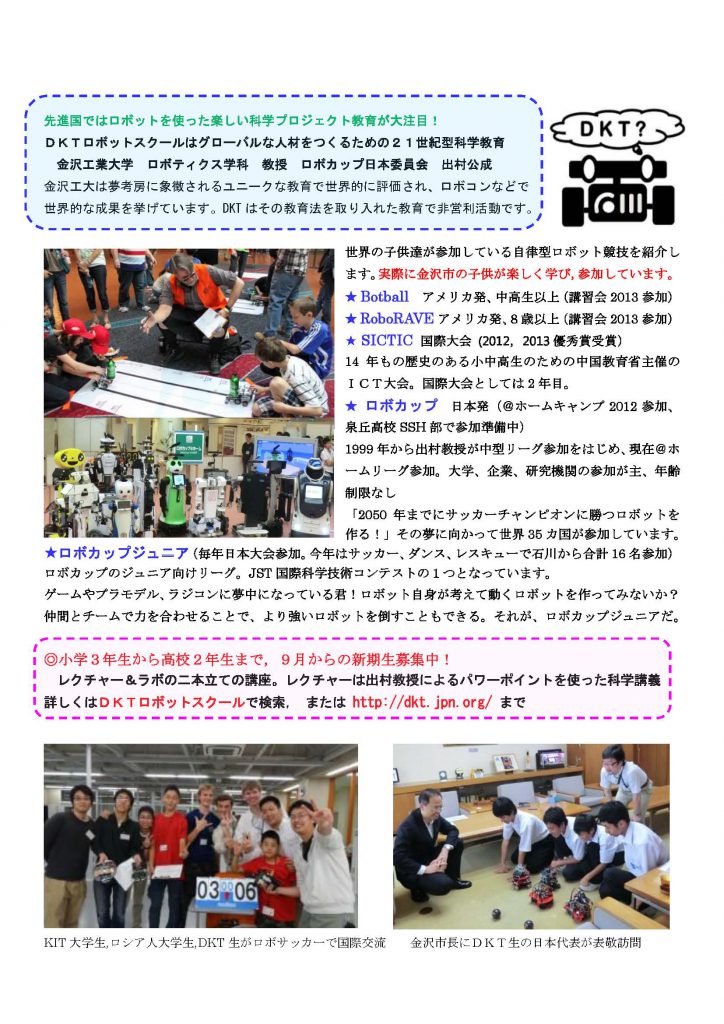 先進国ではロボットを使った楽しい科学プロジェクト教育が大注目！
ＤＫＴロボットスクールはグローバルな人材をつくるための２１世紀型科学教育
金沢工業大学　ロボティクス学科　教授　ロボカップ日本委員会　出村公成
金沢工大は夢考房に象徴されるユニークな教育で世界的に評価され、ロボコンなどで
世界的な成果を挙げています。DKTはその教育法を取り入れた教育で非営利活動です。
DKT?
世界の子供達が参加している自律型ロボット競技を紹介し
ます。実際に金沢市の子供が楽しく学び，参加しています。
★ Botball　アメリカ発、中高生以上（講習会 2013 参加）
★ RoboRAVE アメリカ発、８歳以上（講習会 2013 参加）
★ SICTIC 国際大会（2012，2013 優秀賞受賞）
14 年もの歴史のある小中高生のための中国教育省主催の
ＩＣＴ大会。国際大会としては２年目。
★ ロボカップ　日本発（＠ホームキャンプ 2012 参加、
泉丘高校 SSH 部で参加準備中）
1999 年から出村教授が中型リーグ参加をはじめ、現在＠ホ
ームリーグ参加。大学、企業、研究機関の参加が主、年齢
制限なし
「2050 年までにサッカーチャンピオンに勝つロボットを
作る！」その夢に向かって世界 35 カ国が参加しています。
★ロボカップジュニア（毎年日本大会参加。今年はサッカー、ダンス、レスキューで石川から合計 16 名参加）
ロボカップのジュニア向けリーグ。JST 国際科学技術コンテストの１つとなっています。
ゲームやプラモデル、ラジコンに夢中になっている君！ロボット自身が考えて動くロボットを作ってみないか？
仲間とチームで力を合わせることで、より強いロボットを倒すこともできる。それが、ロボカップジュニアだ。
◎小学３年生から高校２年生まで，９月からの新期生募集中！
レクチャー＆ラボの二本立ての講座。レクチャーは出村教授によるパワーポイントを使った科学講義
詳しくはＤＫＴロボットスクールで検索，　または http://dkt.jpn.org/ まで
03 06
KIT 大学生,ロシア人大学生,DKT 生がロボサッカーで国際交流
金沢市長にＤＫＴ生の日本代表が表敬訪問